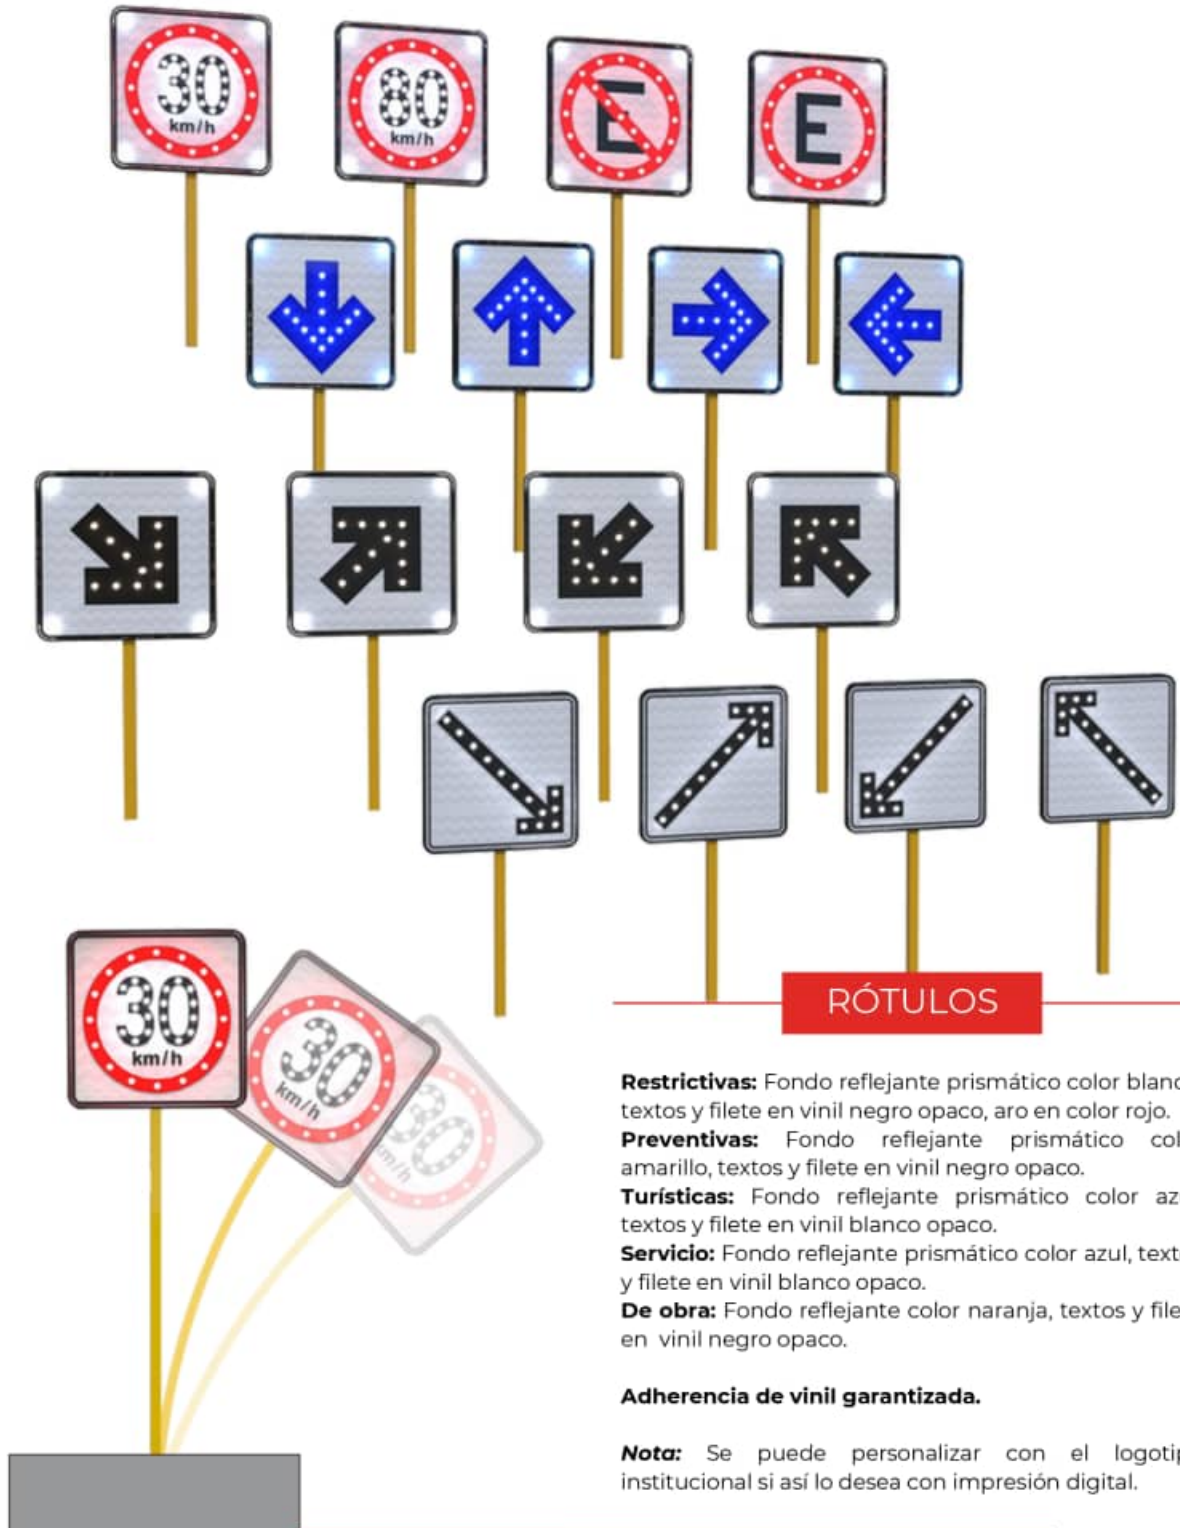 30
km/h
80
km/h
E
E
30
km/h
30
km/h
30
km/h
RÓTULOS
Restrictivas: Fondo reflejante prismático color blanc
textos y filete en vinil negro opaco, aro en color rojo.
Preventivas: Fondo reflejante prismático col
amarillo, textos y filete en vinil negro opaco.
Turísticas: Fondo reflejante prismático color az
textos y filete en vinil blanco opaco.
Servicio: Fondo reflejante prismático color azul, text
y filete en vinil blanco opaco.
De obra: Fondo reflejante color naranja, textos y file
en vinil negro opaco.
Adherencia de vinil garantizada.
Nota: Se puede personalizar con el logotip
institucional si así lo desea con impresión digital.